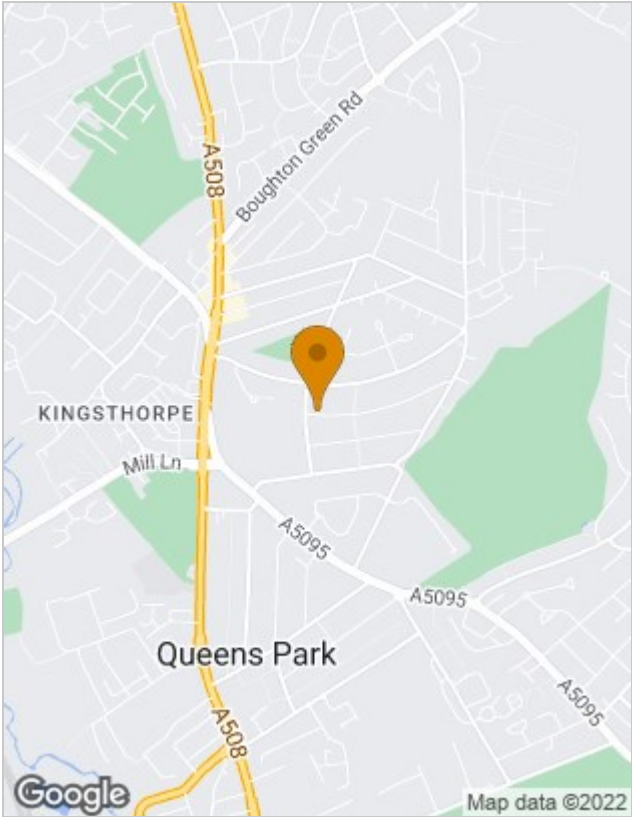 A508
Boughton Green Rd
KINGSTHORPE
Mill Ln
A5095
A5095
Queens Park
A5095
A508
Google
Map data ©2022